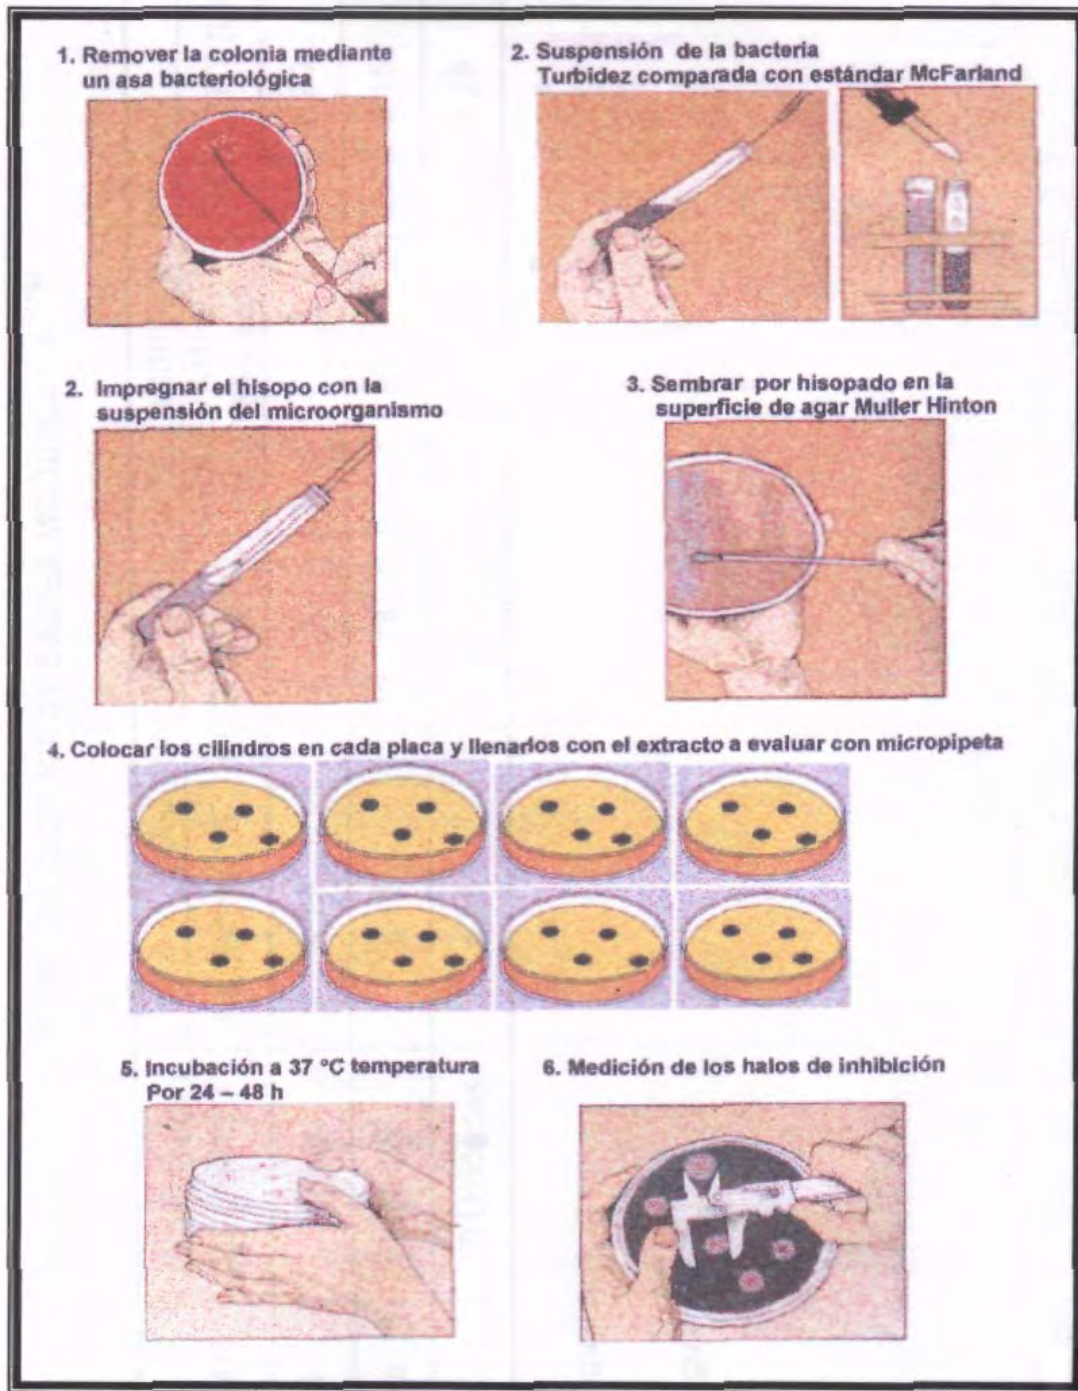 1. Remover la colonia mediante
un asa bacteriológica
2. Suspensión de la bacteria
Turbidez comparada con estándar McFarland
2. Impregnar el hisopo con la
suspensión del microorganismo
3. Sembrar por hisopado en la
superficie de agar Muller Hinton
4. Colocar los cilindros en cada placa y llenarlos con el extracto a evaluar con micropipeta
5. Incubación a 37 °C temperatura
Por 24 – 48 h
6. Medición de los halos de inhibición